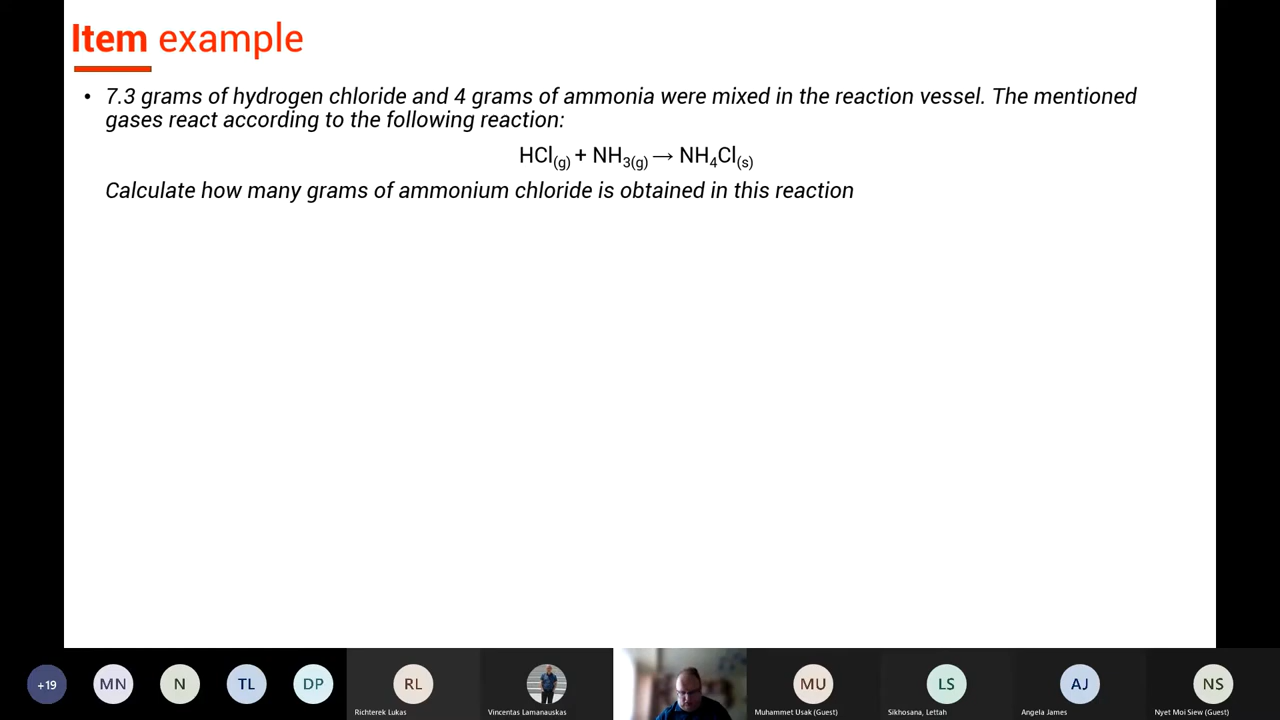 Item example
• 7.3 grams of hydrogen chloride and 4 grams of ammonia were mixed in the reaction vessel. The mentioned
gases react according to the following reaction:
HCl(g) + NH3(g) → NH4Cl(s)
Calculate how many grams of ammonium chloride is obtained in this reaction
+19 MN N TL DP RL MU LS AJ NS
Richterek Lukas Vincentas Lamanauskas Muhammet Usak (Guest) Sikhosana, Lettah Angela James Nyet Moi Siew (Guest)